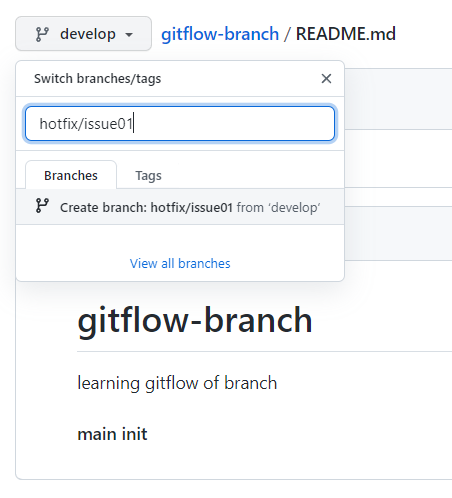 develop gitflow-branch / README.md
Switch branches/tags
hotfix/issue01
Branches Tags
Create branch: hotfix/issue01 from ‘develop’
View all branches
gitflow-branch
learning gitflow of branch
main init